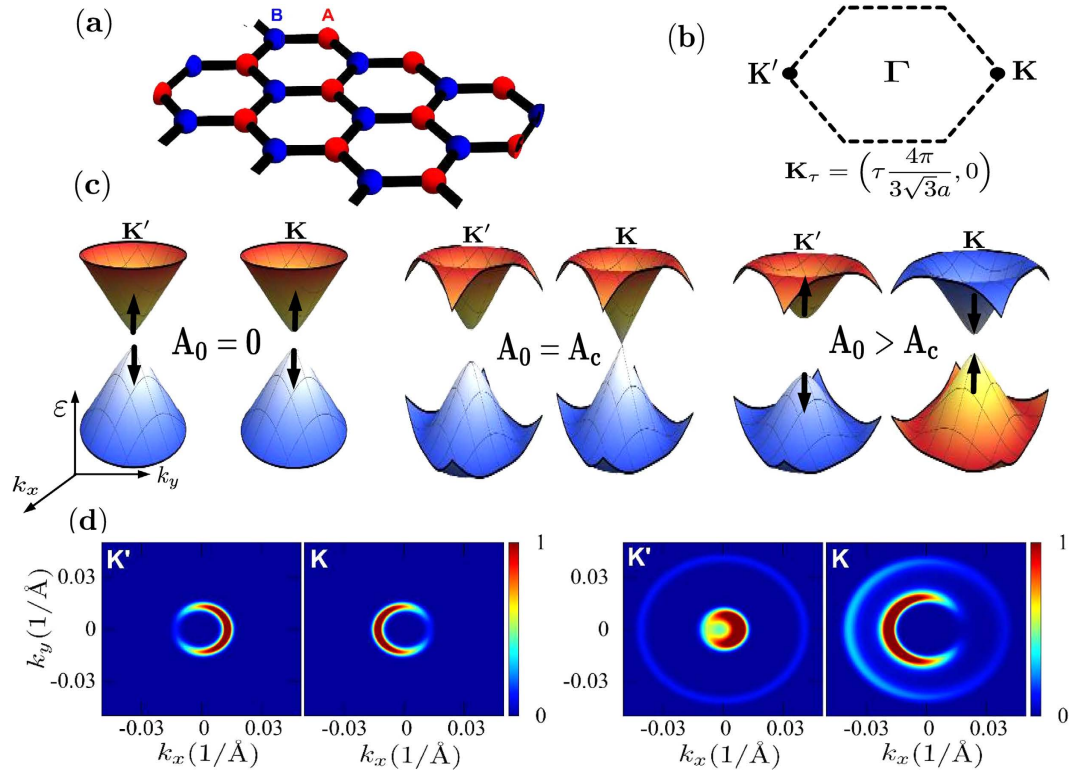 (a)
B A
(b)
K′ Γ K
K_τ = (τ 4π/3√3a, 0)
(c)
K′ K K′ K K′ K
A₀ = 0 A₀ = A_c A₀ > A_c
ε
k_x k_y
(d)
K' K 1 K' K 1
0.03 0.03
0 0
-0.03 0 -0.03 0
-0.03 0 0.03 -0.03 0 0.03 -0.03 0 0.03 -0.03 0 0.03
k_y(1/Å)
k_x(1/Å) k_x(1/Å) k_x(1/Å) k_x(1/Å)